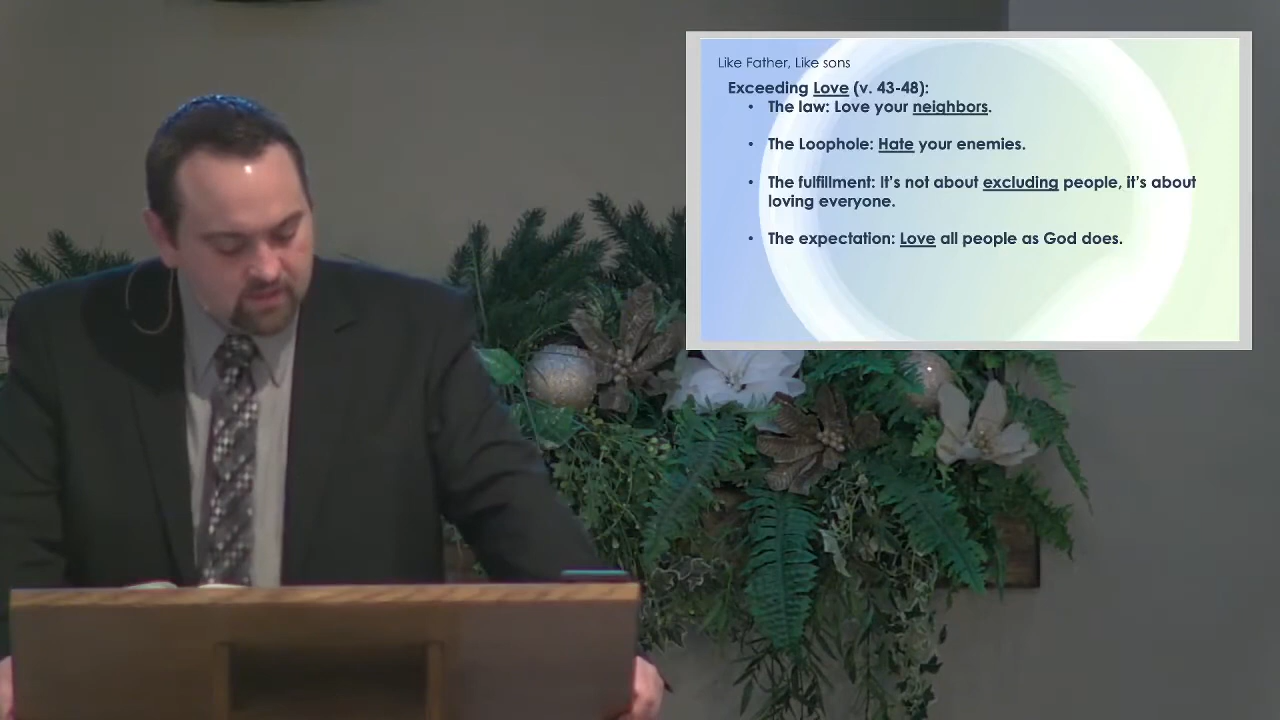 Like Father, Like sons
Exceeding Love (v. 43-48):
• The law: Love your neighbors.
• The Loophole: Hate your enemies.
• The fulfillment: It's not about excluding people, it's about
loving everyone.
• The expectation: Love all people as God does.